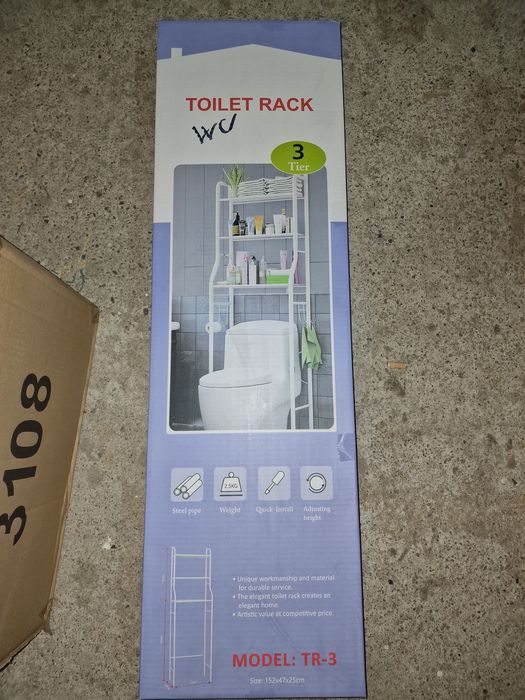 TOILET RACK
WC
3
Tier
2.5KG
Steel pipe
Weight
Quick Install
Adjusting
height
• Unique workmanship and material
for durable service.
• The elegant toilet rack creates an
elegant home.
• Artistic value at competitive price.
MODEL: TR-3
Size: 152x47x25cm
3108